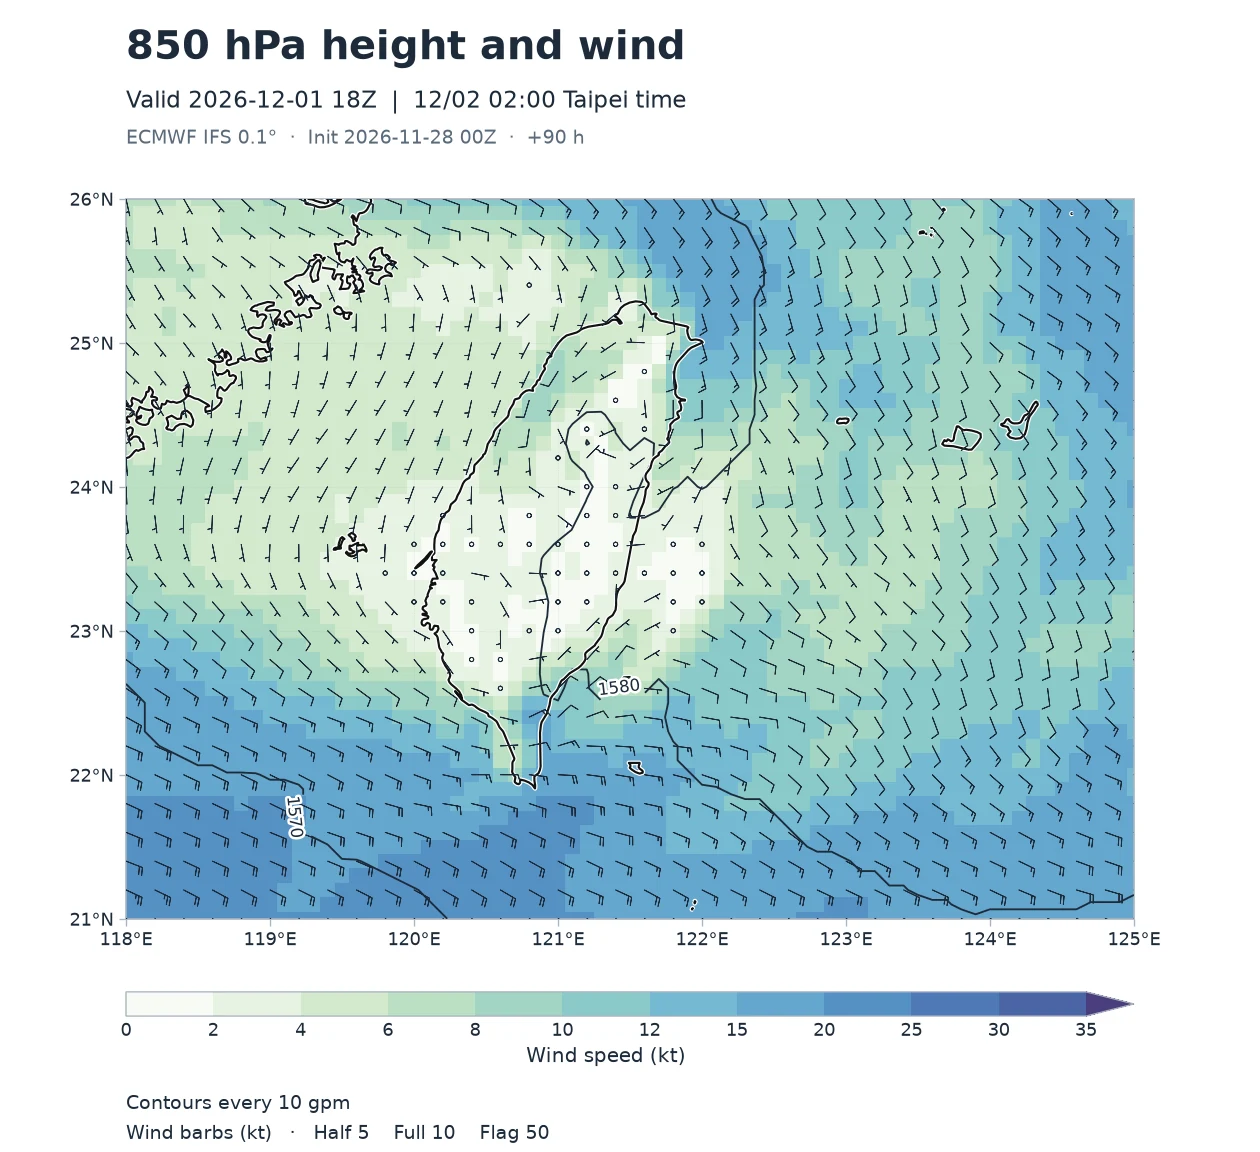 850 hPa height and wind
Valid 2026-12-01 18Z  |  12/02 02:00 Taipei time
ECMWF IFS 0.1°  ·  Init 2026-11-28 00Z  ·  +90 h
26°N
25°N
24°N
23°N
22°N
21°N
1580
1570
118°E 119°E 120°E 121°E 122°E 123°E 124°E 125°E
0 2 4 6 8 10 12 15 20 25 30 35
Wind speed (kt)
Contours every 10 gpm
Wind barbs (kt)  ·  Half 5  Full 10  Flag 50